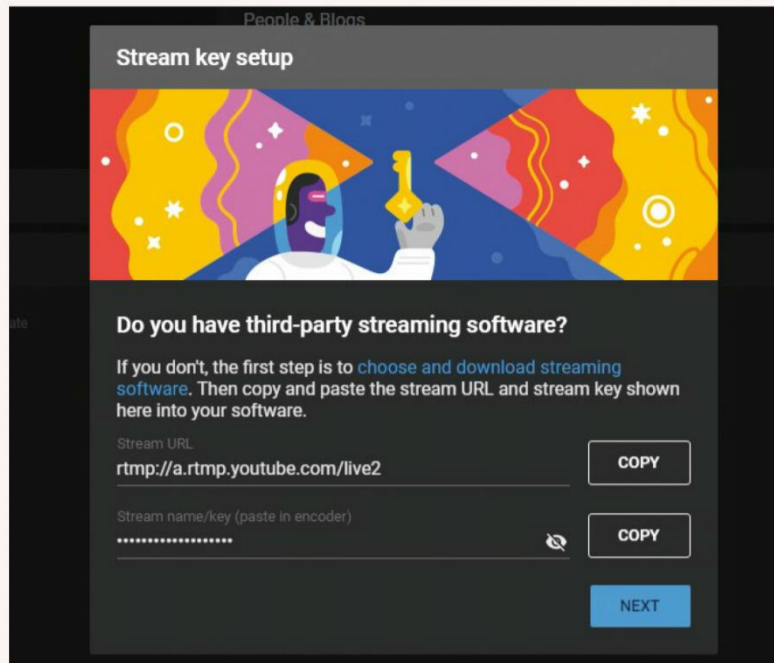 People & Blogs
Stream key setup
ate
Do you have third-party streaming software?
If you don't, the first step is to choose and download streaming
software. Then copy and paste the stream URL and stream key shown
here into your software.
Stream URL
rtmp://a.rtmp.youtube.com/live2
COPY
Stream name/key (paste in encoder)
•••••••••••••••••••
COPY
NEXT